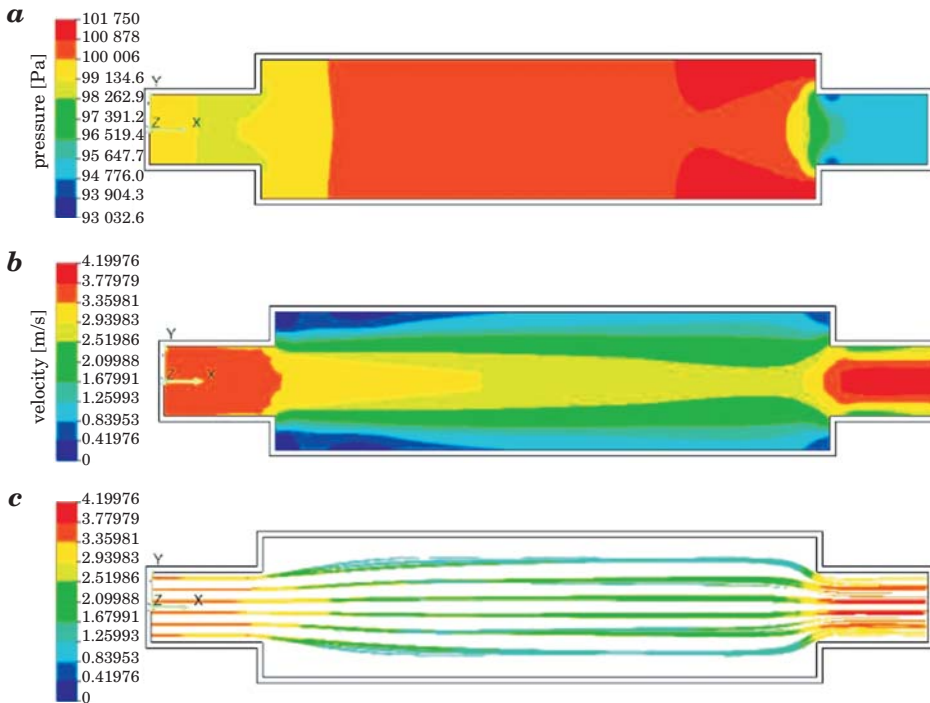 a
pressure [Pa]
101 750
100 878
100 006
99 134.6
98 262.9
97 391.2
96 519.4
95 647.7
94 776.0
93 904.3
93 032.6
Y
X
b
velocity [m/s]
4.19976
3.77979
3.35981
2.93983
2.51986
2.09988
1.67991
1.25993
0.83953
0.41976
0
Y
Z
X
c
4.19976
3.77979
3.35981
2.93983
2.51986
2.09988
1.67991
1.25993
0.83953
0.41976
0
Y
Z
X